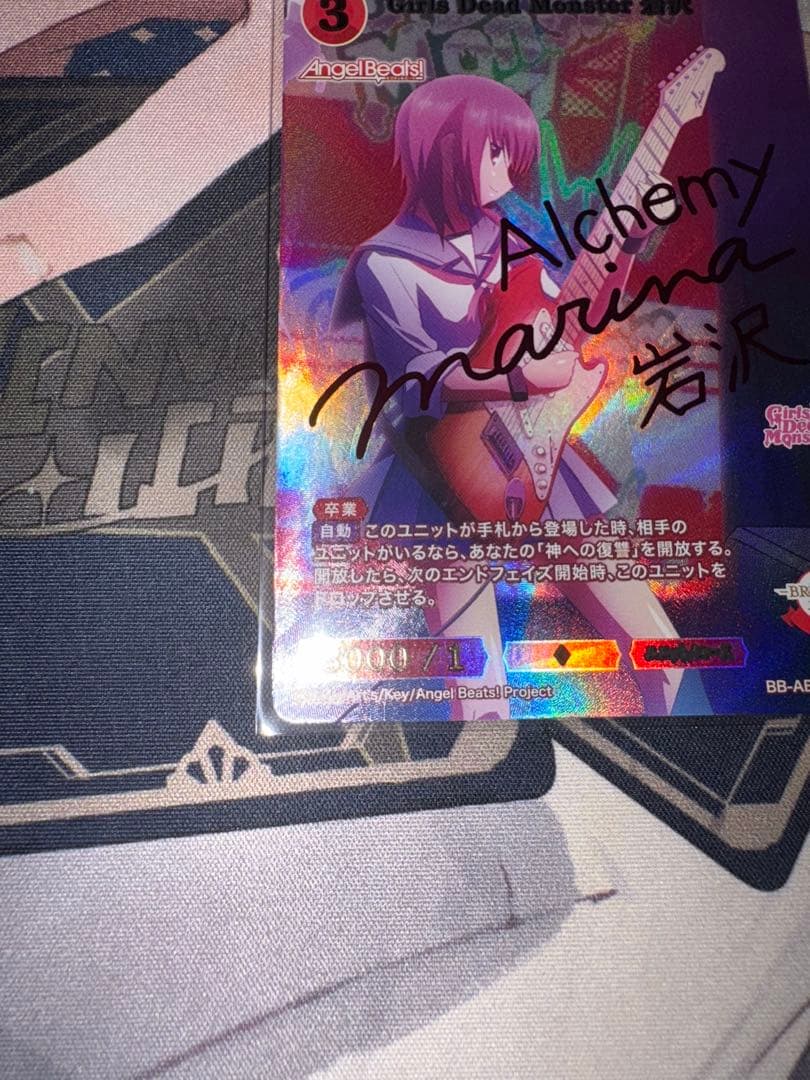 3
Girls Dead Monster 岩沢
Angel Beats!
Alchemy
marina
岩沢
Girls
Dead
卒業
自動 このユニットが手札から登場した時、相手の
ユニットがいるなら、あなたの「神への復讐」を開放する。
開放したら、次のエンドフェイズ開始時、このユニットを
ドロップさせる。
3000 / 1
/Key/Angel Beats! Project